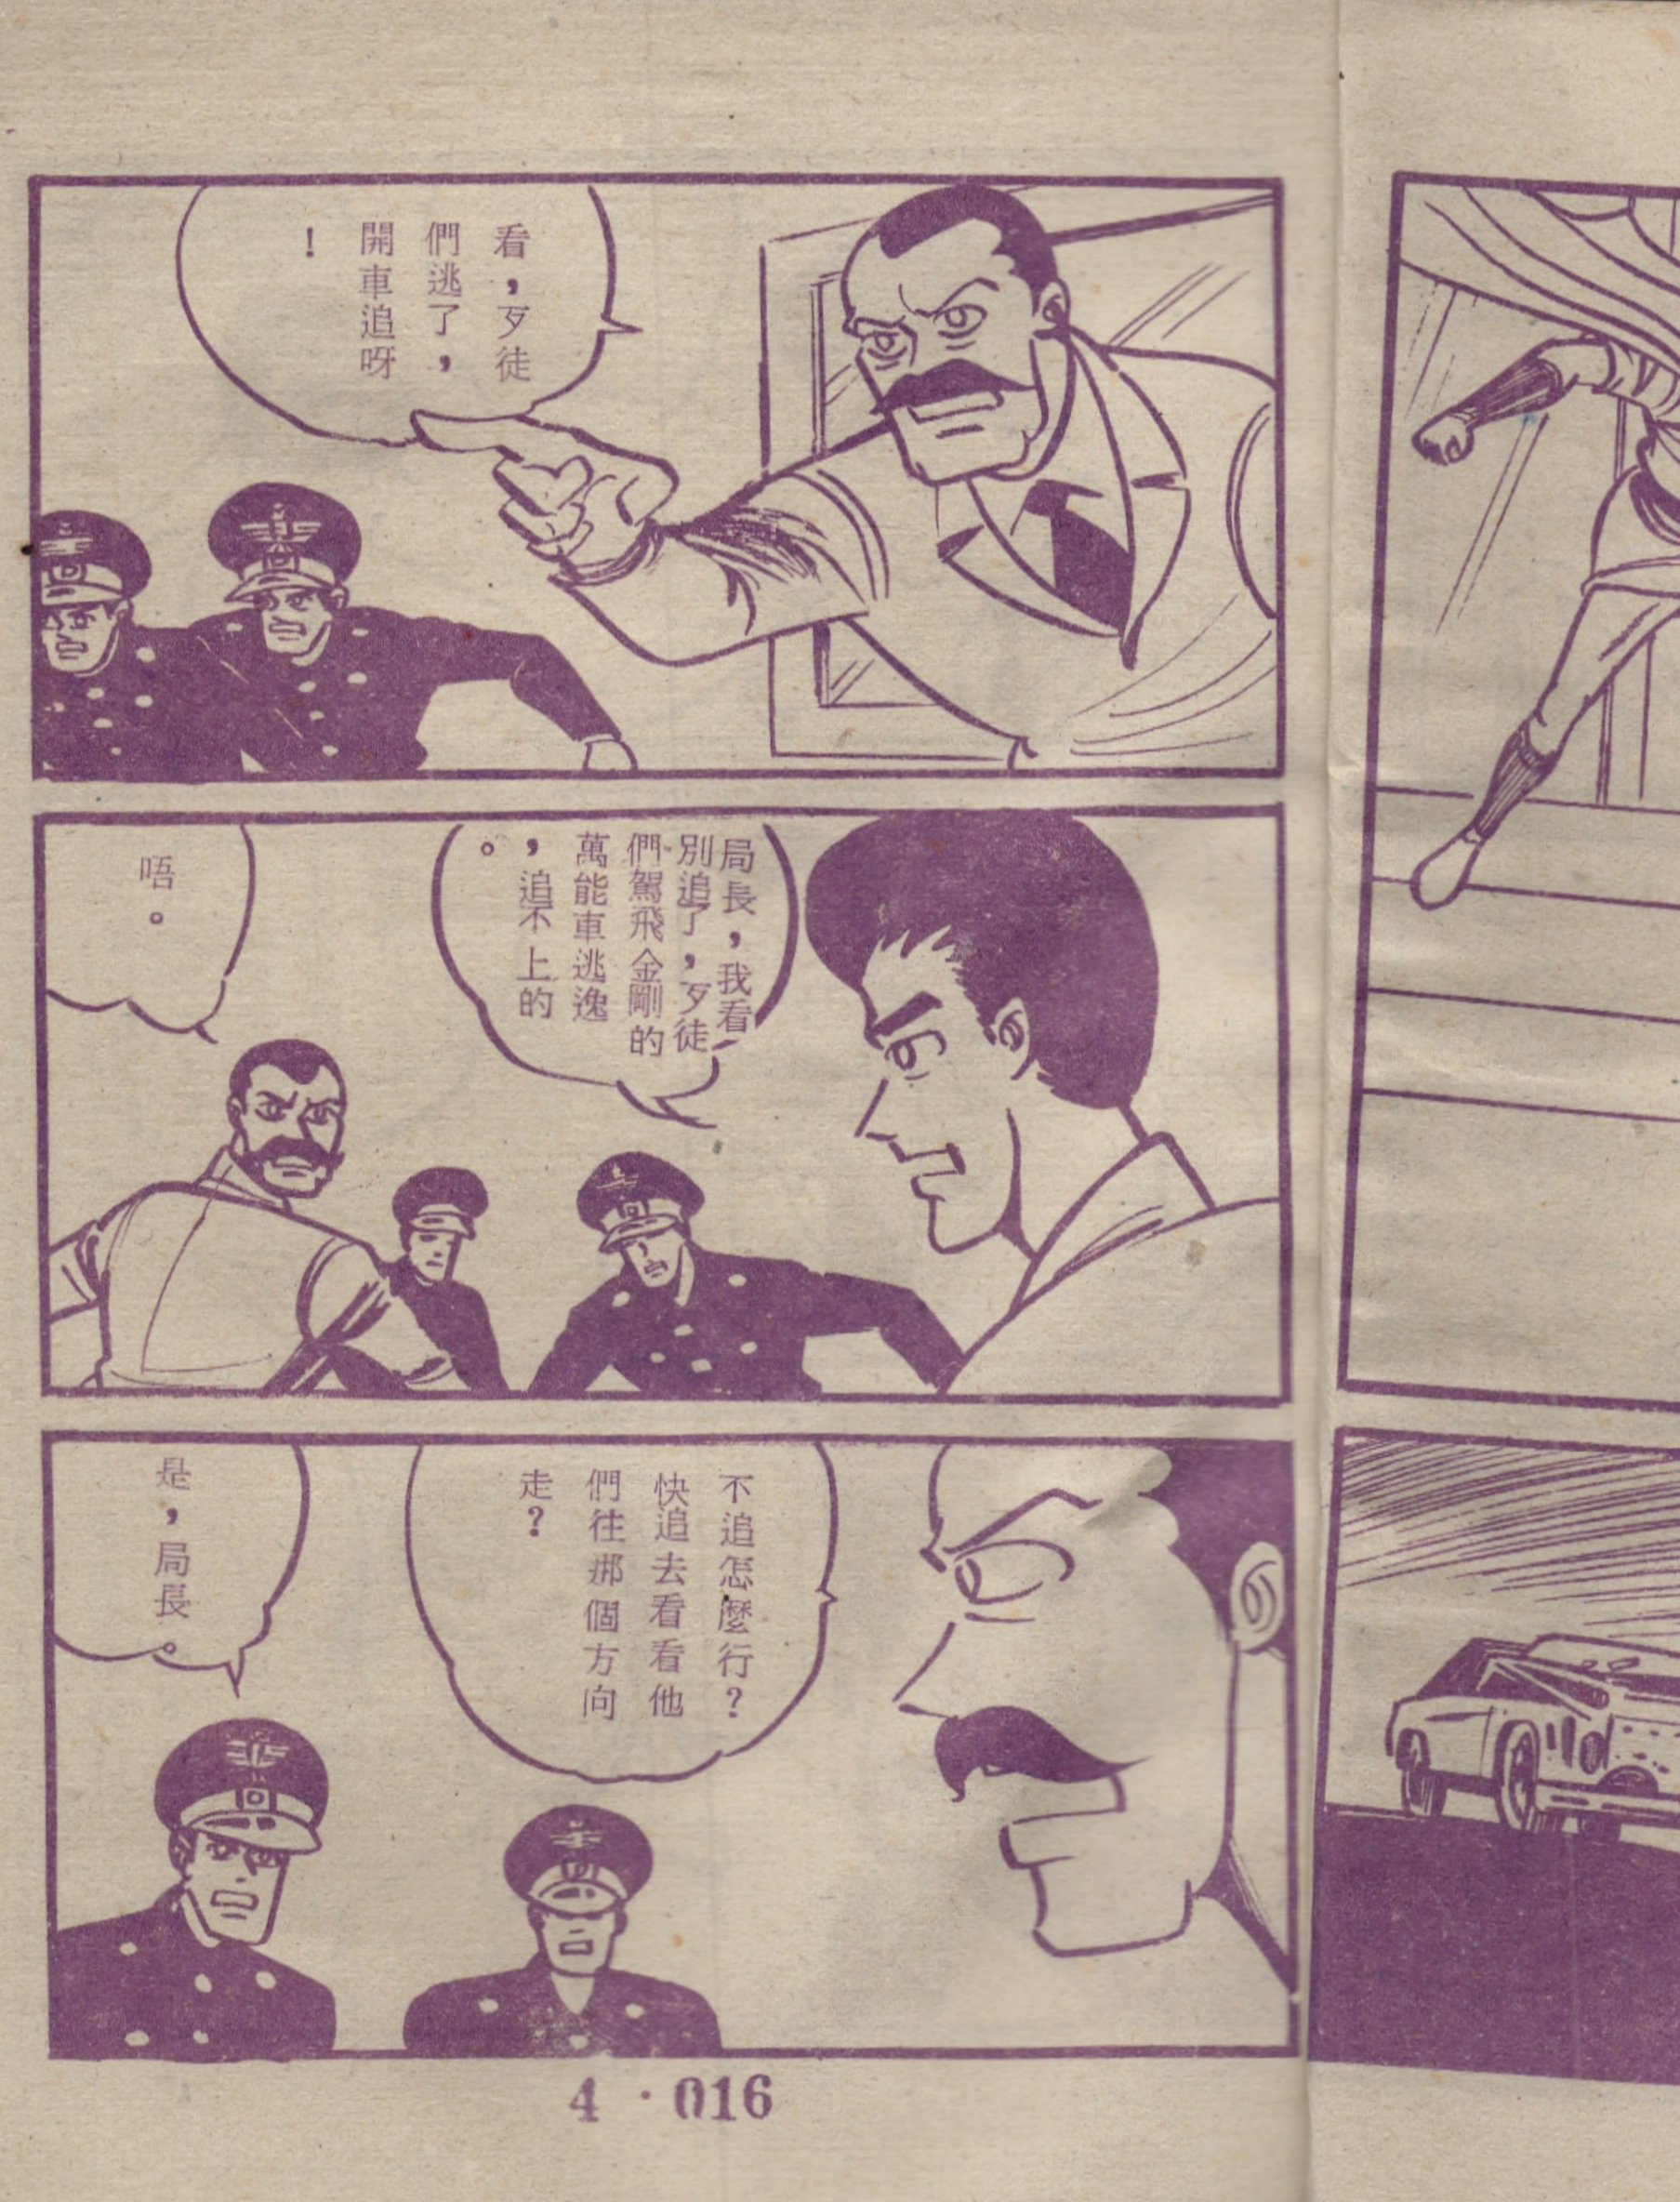 看，歹徒
們逃了，
開車追呀
！
局長，我看
別追了，歹徒
們駕飛金剛的
萬能車逃逸
，追不上的
。
唔。
不追怎麼行？
快追去看看他
們往那個方向
走？
是，局長。
4·016